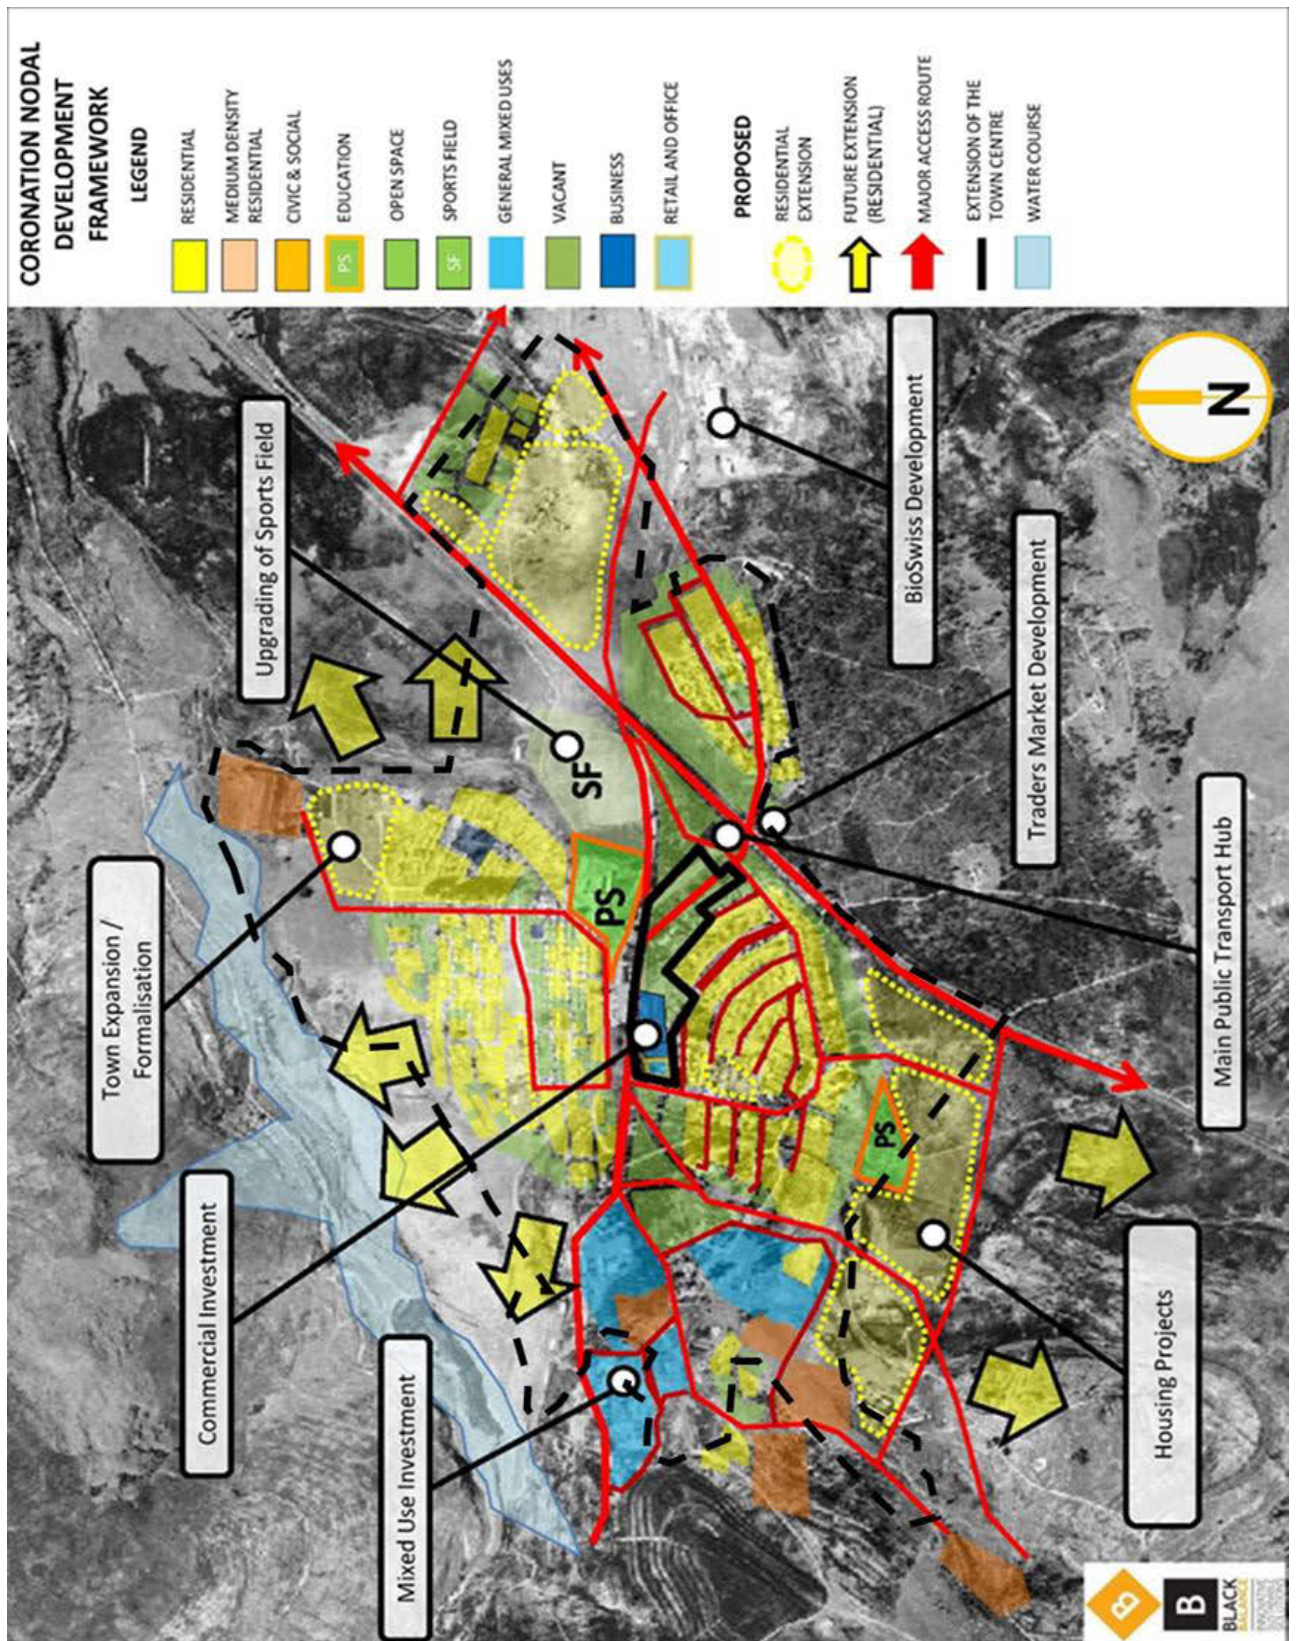 CORONATION NODAL
DEVELOPMENT
FRAMEWORK
LEGEND
RESIDENTIAL
MEDIUM DENSITY
RESIDENTIAL
CIVIC & SOCIAL
PS
EDUCATION
OPEN SPACE
SF
SPORTS FIELD
GENERAL MIXED USES
VACANT
BUSINESS
RETAIL AND OFFICE
PROPOSED
RESIDENTIAL
EXTENSION
FUTURE EXTENSION
(RESIDENTIAL)
MAJOR ACCESS ROUTE
EXTENSION OF THE
TOWN CENTRE
WATER COURSE
Mixed Use Investment
Commercial Investment
Town Expansion /
Formalisation
Upgrading of Sports Field
SF
PS
PS
BioSwiss Development
Traders Market Development
Main Public Transport Hub
Housing Projects
N
B
B
BLACK
BALANCE